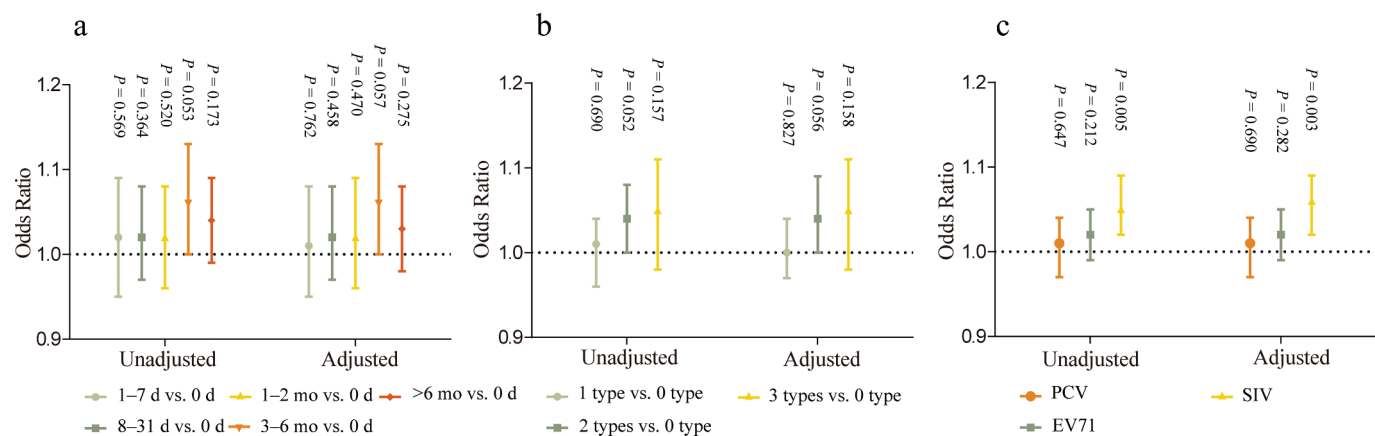 a
Odds Ratio
1.2
1.1
1.0
0.9
P = 0.569
P = 0.364
P = 0.520
P = 0.053
P = 0.173
P = 0.762
P = 0.458
P = 0.470
P = 0.057
P = 0.275
Unadjusted
Adjusted
1–7 d vs. 0 d
1–2 mo vs. 0 d
>6 mo vs. 0 d
8–31 d vs. 0 d
3–6 mo vs. 0 d
b
Odds Ratio
1.2
1.1
1.0
0.9
P = 0.690
P = 0.052
P = 0.157
P = 0.827
P = 0.056
P = 0.158
Unadjusted
Adjusted
1 type vs. 0 type
3 types vs. 0 type
2 types vs. 0 type
c
Odds Ratio
1.2
1.1
1.0
0.9
P = 0.647
P = 0.212
P = 0.005
P = 0.690
P = 0.282
P = 0.003
Unadjusted
Adjusted
PCV
SIV
EV71